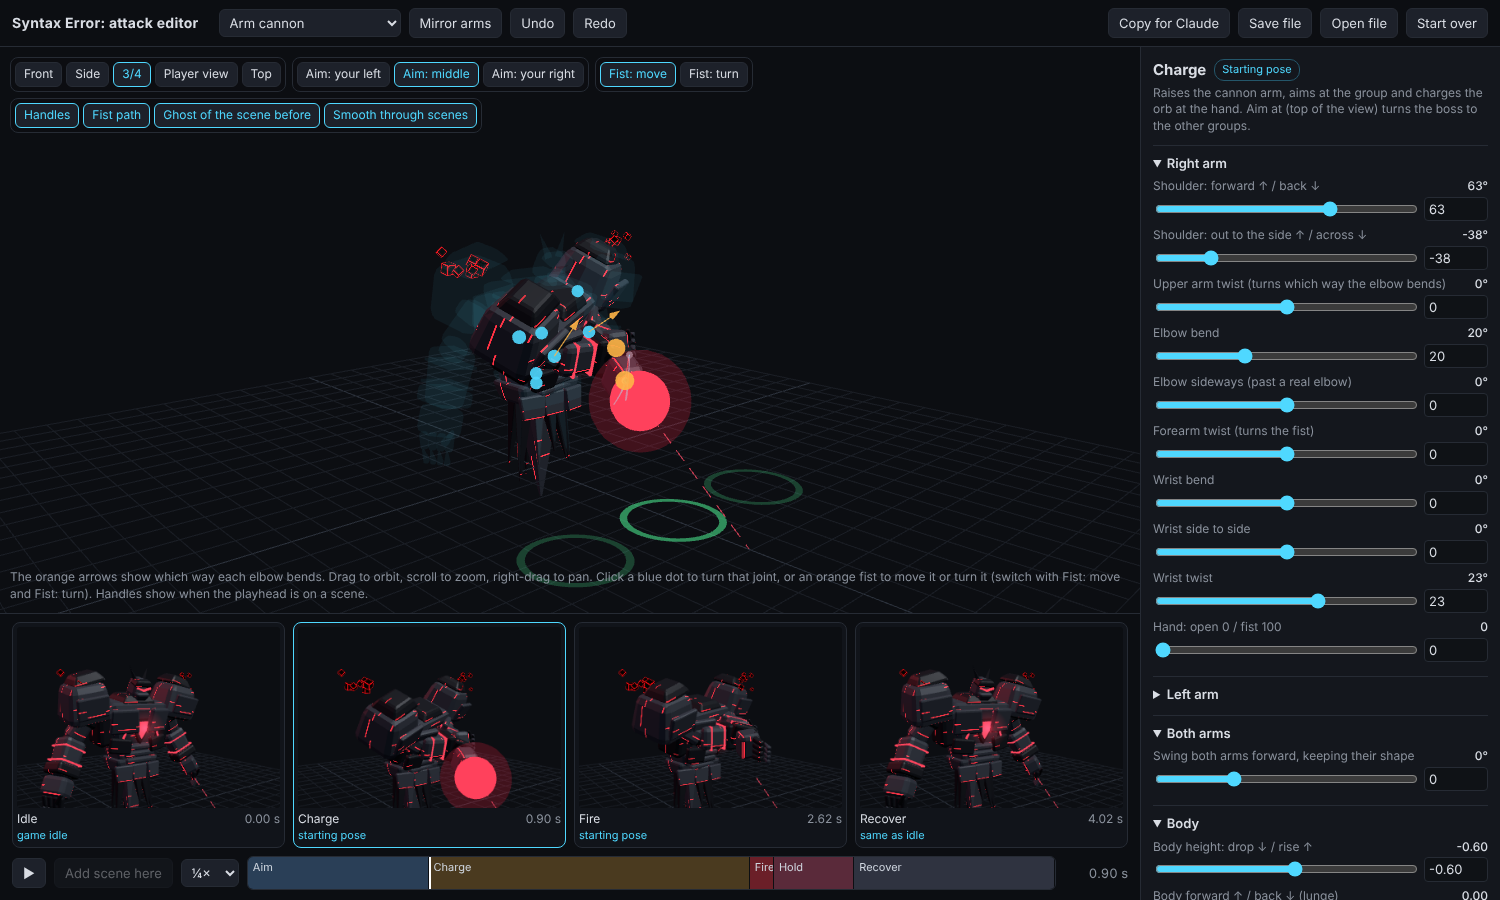 Syntax Error: attack editor
Arm cannon
Mirror arms
Undo
Redo
Copy for Claude
Save file
Open file
Start over
Front
Side
3/4
Player view
Top
Aim: your left
Aim: middle
Aim: your right
Fist: move
Fist: turn
Handles
Fist path
Ghost of the scene before
Smooth through scenes
The orange arrows show which way each elbow bends. Drag to orbit, scroll to zoom, right-drag to pan. Click a blue dot to turn that joint, or an orange fist to move it or turn it (switch with Fist: move
and Fist: turn). Handles show when the playhead is on a scene.
Idle 0.00 s
game idle
Charge 0.90 s
starting pose
Fire 2.62 s
starting pose
Recover 4.02 s
same as idle
Add scene here
¼×
Aim
Charge
Fire
Hold
Recover
0.90 s
Charge
Starting pose
Raises the cannon arm, aims at the group and charges the
orb at the hand. Aim at (top of the view) turns the boss to
the other groups.
Right arm
Shoulder: forward ↑ / back ↓ 63°
63
Shoulder: out to the side ↑ / across ↓ -38°
-38
Upper arm twist (turns which way the elbow bends) 0°
0
Elbow bend 20°
20
Elbow sideways (past a real elbow) 0°
0
Forearm twist (turns the fist) 0°
0
Wrist bend 0°
0
Wrist side to side 0°
0
Wrist twist 23°
23
Hand: open 0 / fist 100 0
0
Left arm
Both arms
Swing both arms forward, keeping their shape 0°
0
Body
Body height: drop ↓ / rise ↑ -0.60
-0.60
Body forward ↑ / back ↓ (lunge) 0.00